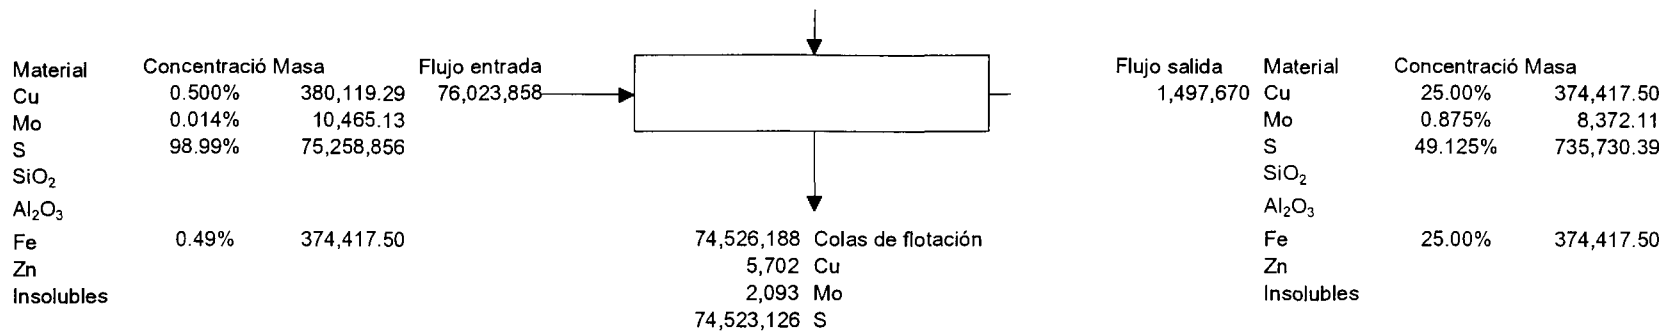 Material Concentració Masa Flujo entrada
Cu 0.500% 380,119.29 76,023,858
Mo 0.014% 10,465.13
S 98.99% 75,258,856
SiO₂
Al₂O₃
Fe 0.49% 374,417.50
Zn
Insolubles
74,526,188 Colas de flotación
5,702 Cu
2,093 Mo
74,523,126 S
Flujo salida Material Concentració Masa
1,497,670 Cu 25.00% 374,417.50
Mo 0.875% 8,372.11
S 49.125% 735,730.39
SiO₂
Al₂O₃
Fe 25.00% 374,417.50
Zn
Insolubles